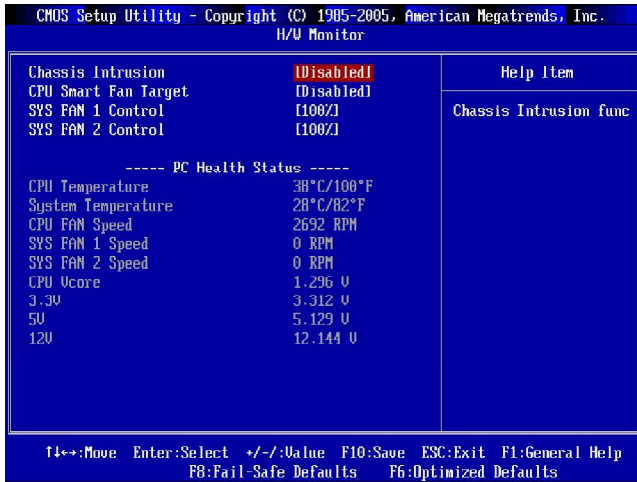 CMOS Setup Utility - Copyright (C) 1985-2005, American Megatrends, Inc.
H/W Monitor
Chassis Intrusion [Disabled]
CPU Smart Fan Target [Disabled]
SYS FAN 1 Control [100%]
SYS FAN 2 Control [100%]
Help Item
Chassis Intrusion func
----- PC Health Status -----
CPU Temperature 38°C/100°F
System Temperature 28°C/82°F
CPU FAN Speed 2692 RPM
SYS FAN 1 Speed 0 RPM
SYS FAN 2 Speed 0 RPM
CPU Vcore 1.296 V
3.3V 3.312 V
5V 5.129 V
12V 12.144 V
↑↓←→:Move Enter:Select +/-/:Value F10:Save ESC:Exit F1:General Help
F8:Fail-Safe Defaults F6:Optimized Defaults